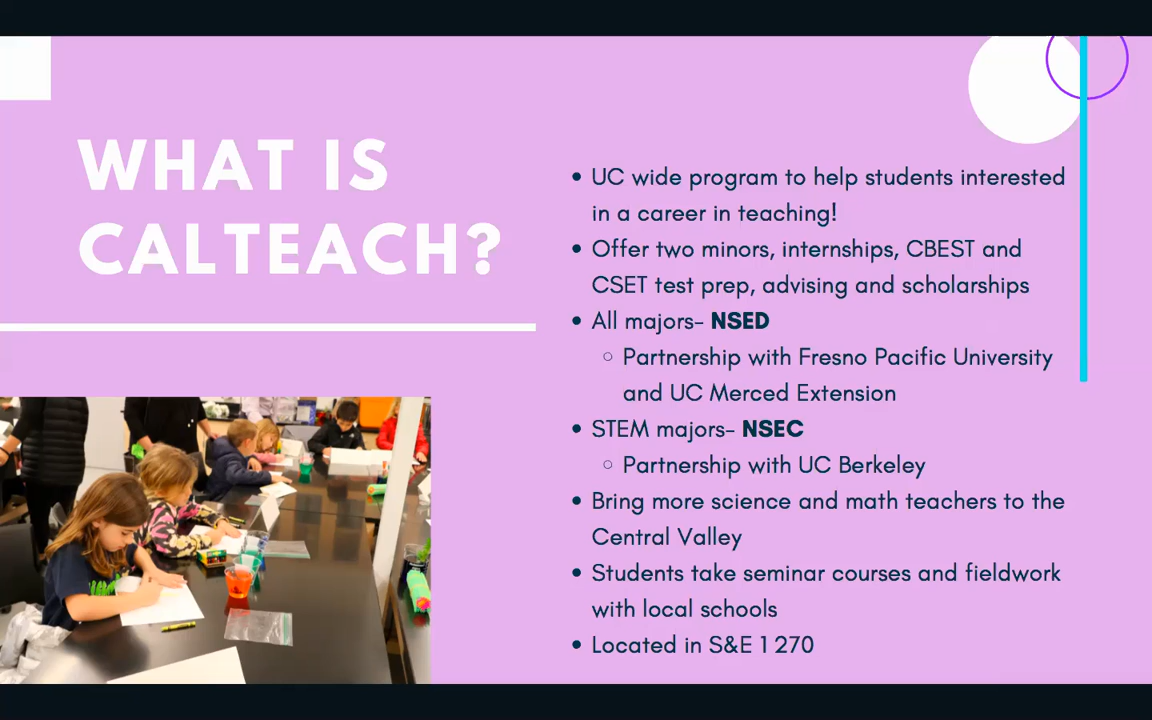 WHAT IS
CALTEACH?
• UC wide program to help students interested
in a career in teaching!
• Offer two minors, internships, CBEST and
CSET test prep, advising and scholarships
• All majors- NSED
○ Partnership with Fresno Pacific University
and UC Merced Extension
• STEM majors- NSEC
○ Partnership with UC Berkeley
• Bring more science and math teachers to the
Central Valley
• Students take seminar courses and fieldwork
with local schools
• Located in S&E 1 270